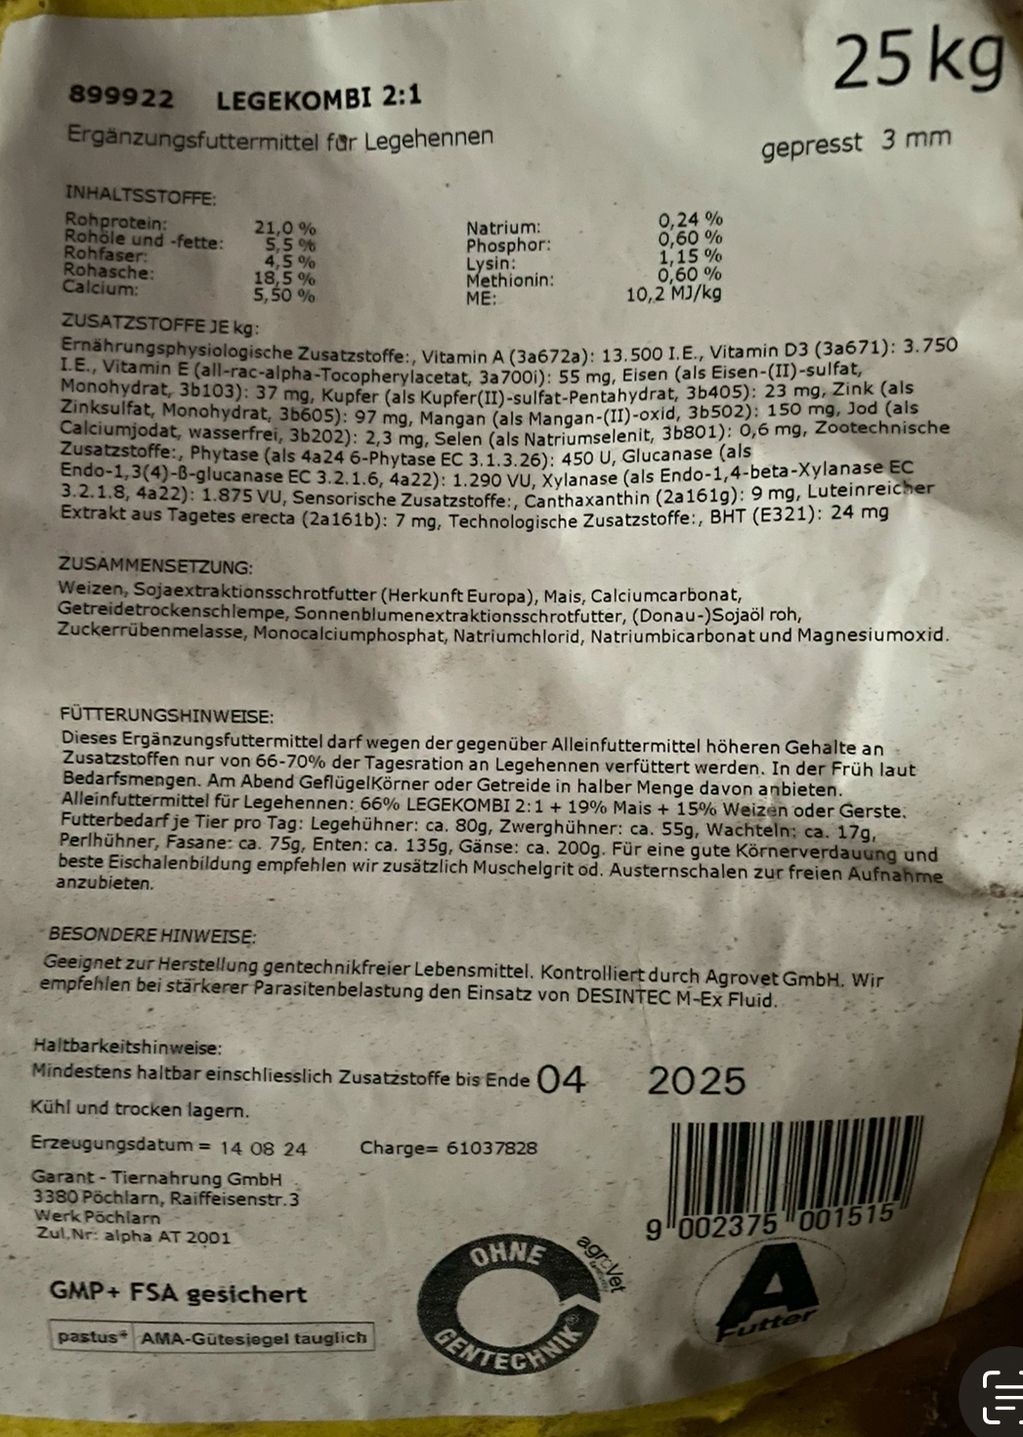 25 kg
899922 LEGEKOMBI 2:1
Ergänzungsfuttermittel für Legehennen
gepresst 3 mm
INHALTSSTOFFE:
Rohprotein: 21,0 % Natrium: 0,24 %
Rohöle und -fette: 5,5 % Phosphor: 0,60 %
Rohfaser: 4,5 % Lysin: 1,15 %
Rohasche: 18,5 % Methionin: 0,60 %
Calcium: 5,50 % ME: 10,2 MJ/kg
ZUSATZSTOFFE JE kg:
Ernährungsphysiologische Zusatzstoffe:, Vitamin A (3a672a): 13.500 I.E., Vitamin D3 (3a671): 3.750
I.E., Vitamin E (all-rac-alpha-Tocopherylacetat, 3a700i): 55 mg, Eisen (als Eisen-(II)-sulfat,
Monohydrat, 3b103): 37 mg, Kupfer (als Kupfer(II)-sulfat-Pentahydrat, 3b405): 23 mg, Zink (als
Zinksulfat, Monohydrat, 3b605): 97 mg, Mangan (als Mangan-(II)-oxid, 3b502): 150 mg, Jod (als
Calciumjodat, wasserfrei, 3b202): 2,3 mg, Selen (als Natriumselenit, 3b801): 0,6 mg, Zootechnische
Zusatzstoffe:, Phytase (als 4a24 6-Phytase EC 3.1.3.26): 450 U, Glucanase (als
Endo-1,3(4)-ß-glucanase EC 3.2.1.6, 4a22): 1.290 VU, Xylanase (als Endo-1,4-beta-Xylanase EC
3.2.1.8, 4a22): 1.875 VU, Sensorische Zusatzstoffe:, Canthaxanthin (2a161g): 9 mg, Luteinreicher
Extrakt aus Tagetes erecta (2a161b): 7 mg, Technologische Zusatzstoffe:, BHT (E321): 24 mg
ZUSAMMENSETZUNG:
Weizen, Sojaextraktionsschrotfutter (Herkunft Europa), Mais, Calciumcarbonat,
Getreidetrockenschlempe, Sonnenblumenextraktionsschrotfutter, (Donau-)Sojaöl roh,
Zuckerrübenmelasse, Monocalciumphosphat, Natriumchlorid, Natriumbicarbonat und Magnesiumoxid.
FÜTTERUNGSHINWEISE:
Dieses Ergänzungsfuttermittel darf wegen der gegenüber Alleinfuttermittel höheren Gehalte an
Zusatzstoffen nur von 66-70% der Tagesration an Legehennen verfüttert werden. In der Früh laut
Bedarfsmengen. Am Abend GeflügelKörner oder Getreide in halber Menge davon anbieten.
Alleinfuttermittel für Legehennen: 66% LEGEKOMBI 2:1 + 19% Mais + 15% Weizen oder Gerste.
Futterbedarf je Tier pro Tag: Legehühner: ca. 80g, Zwerghühner: ca. 55g, Wachteln: ca. 17g,
Perlhühner, Fasane: ca. 75g, Enten: ca. 135g, Gänse: ca. 200g. Für eine gute Körnerverdauung und
beste Eischalenbildung empfehlen wir zusätzlich Muschelgrit od. Austernschalen zur freien Aufnahme
anzubieten.
BESONDERE HINWEISE:
Geeignet zur Herstellung gentechnikfreier Lebensmittel. Kontrolliert durch Agrovet GmbH. Wir
empfehlen bei stärkerer Parasitenbelastung den Einsatz von DESINTEC M-Ex Fluid.
Haltbarkeitshinweise:
Mindestens haltbar einschliesslich Zusatzstoffe bis Ende 04 2025
Kühl und trocken lagern.
Erzeugungsdatum = 14 08 24 Charge= 61037828
Garant - Tiernahrung GmbH
3380 Pöchlarn, Raiffeisenstr.3
Werk Pöchlarn
Zul.Nr: alpha AT 2001
9 002375 001515
GMP+ FSA gesichert
pastus+ AMA-Gütesiegel tauglich
OHNE GENTECHNIK
agroVet
A
Futter